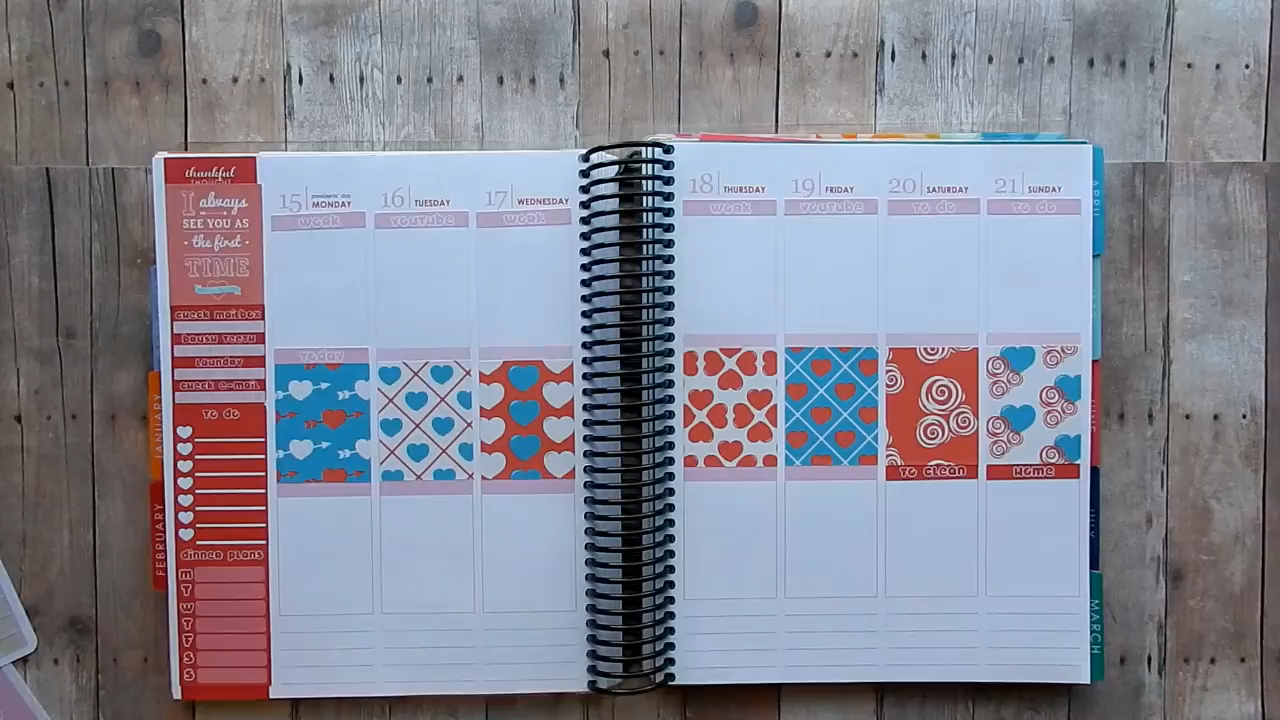 thankful
I always
SEE YOU AS
• the first •
TIME
check mailbox
brush teeth
laundry
check e-mail
to do
dinner plans
M
T
W
T
F
S
S
JANUARY
FEBRUARY
15 presidents' day
MONDAY
work
16 TUESDAY
youtube
17 WEDNESDAY
work
18 THURSDAY
work
19 FRIDAY
youtube
20 SATURDAY
to do
21 SUNDAY
to do
today
to clean
home
APRIL
JULY
MARCH